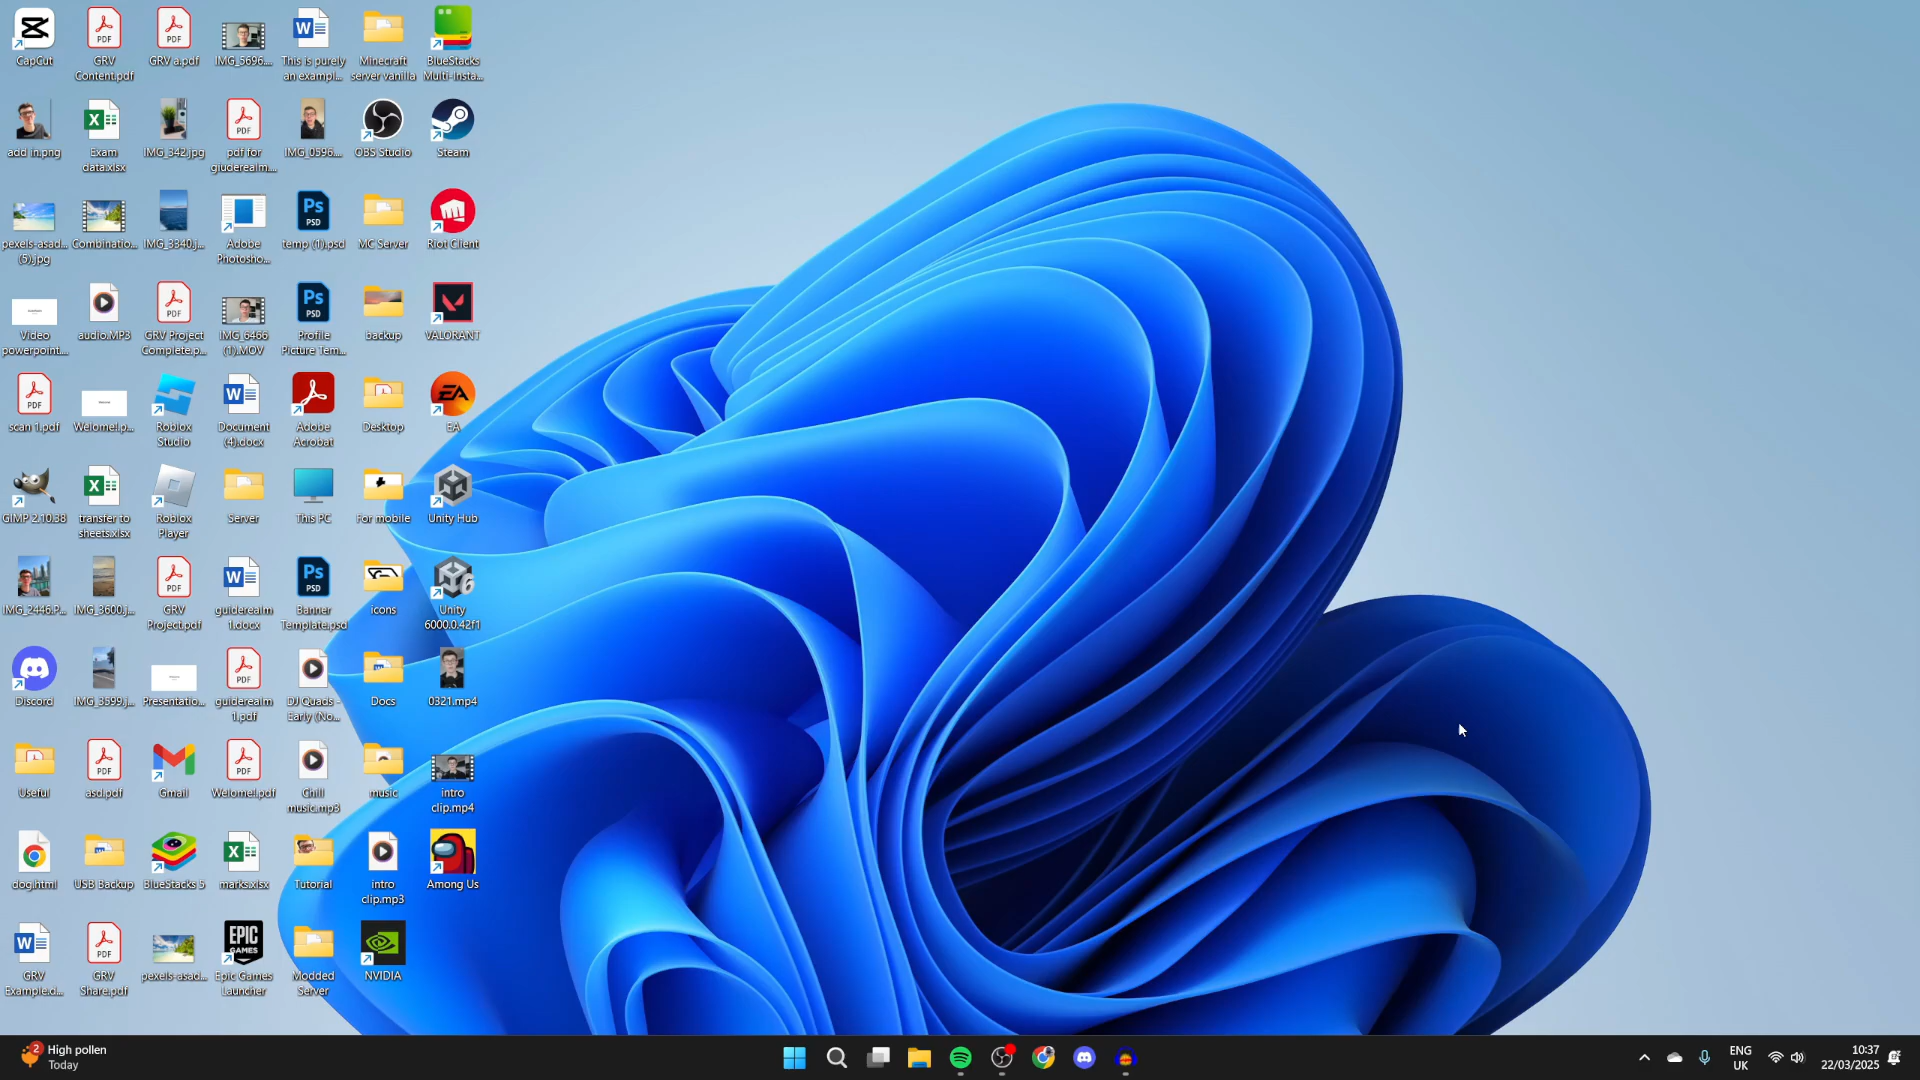 CapCut
GRV
Content.pdf
GRV a.pdf
IMG_5696....
This is purely
an exampl...
Minecraft
server vanilla
BlueStacks
Multi-Insta...
add in.png
Exam
data.xlsx
IMG_342.jpg
pdf for
giuderealm....
IMG_0596....
OBS Studio
Steam
pexels-asad...
(5).jpg
Combinatio...
IMG_3340.j...
Adobe
Photosho...
temp (1).psd
MC Server
Riot Client
Video
powerpoint...
audio.MP3
GRV Project
Complete.p...
IMG_6466
(1).MOV
Profile
Picture Tem...
backup
VALORANT
scan 1.pdf
Welome!.p...
Roblox
Studio
Document
(4).docx
Adobe
Acrobat
Desktop
EA
GIMP 2.10.38
transfer to
sheets.xlsx
Roblox
Player
Server
This PC
For mobile
Unity Hub
IMG_2446.P...
IMG_3600.j...
GRV
Project.pdf
guiderealm
1.docx
Banner
Template.psd
icons
Unity
6000.0.42f1
Discord
IMG_3599.j...
Presentatio...
guiderealm
1.pdf
DJ Quads -
Early (No...
Docs
0321.mp4
Useful
asd.pdf
Gmail
Welome!.pdf
Chill
music.mp3
music
intro
clip.mp4
dog.html
USB Backup
BlueStacks 5
marks.xlsx
Tutorial
intro
clip.mp3
Among Us
GRV
Example.d...
GRV
Share.pdf
pexels-asad...
Epic Games
Launcher
Modded
Server
NVIDIA
2
High pollen
Today
ENG
UK
10:37
22/03/2025